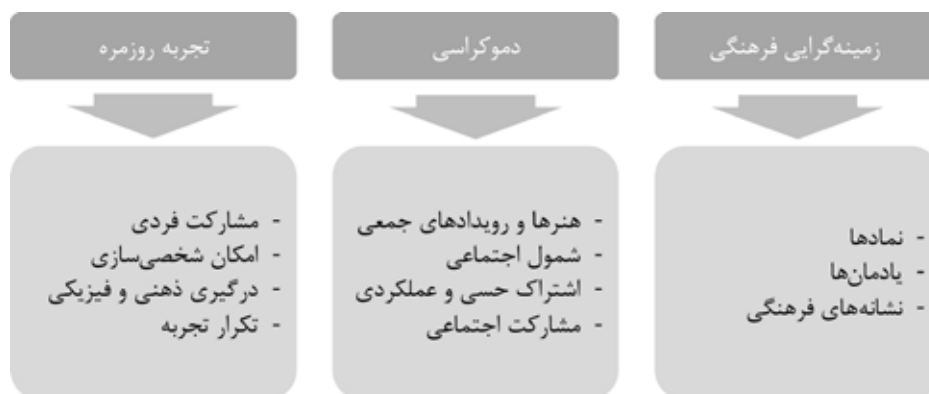 زمینه‌گرایی فرهنگی
- نمادها
- یادمان‌ها
- نشانه‌های فرهنگی
دموکراسی
- هنرها و رویدادهای جمعی
- شمول اجتماعی
- اشتراک حسی و عملکردی
- مشارکت اجتماعی
تجربه روزمره
- مشارکت فردی
- امکان شخصی‌سازی
- درگیری ذهنی و فیزیکی
- تکرار تجربه